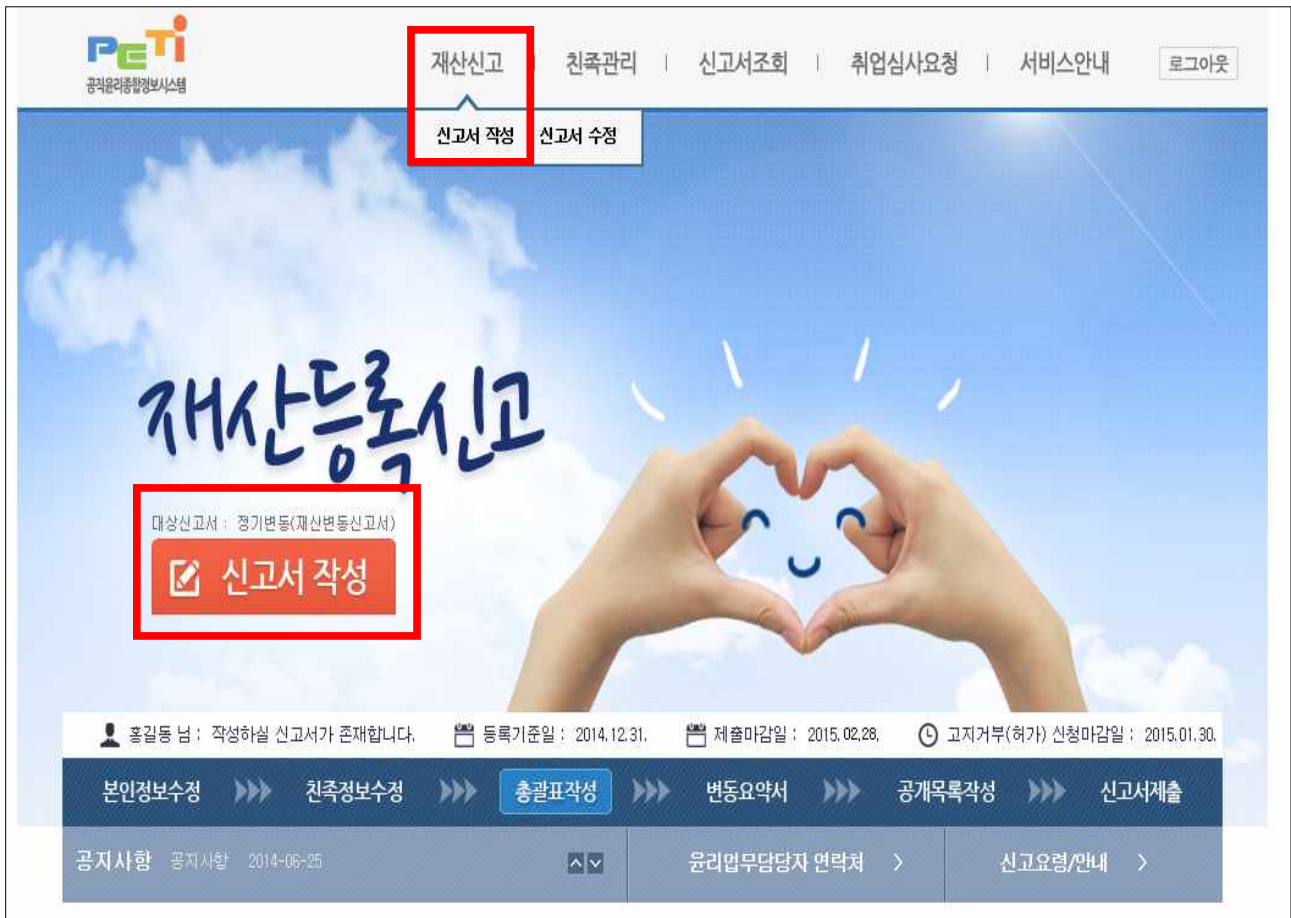 PETi
공직윤리종합정보시스템
재산신고 | 친족관리 | 신고서조회 | 취업심사요청 | 서비스안내 로그아웃
신고서 작성 신고서 수정
재산등록신고
대상신고서 : 정기변동(재산변동신고서)
신고서 작성
홍길동 님 : 작성하실 신고서가 존재합니다. 등록기준일 : 2014.12.31. 제출마감일 : 2015.02.28. 고지거부(허가) 신청마감일 : 2015.01.30.
본인정보수정 친족정보수정 총괄표작성 변동요약서 공개목록작성 신고서제출
공지사항 공지사항 2014-06-25 윤리업무담당자 연락처 > 신고요령/안내 >